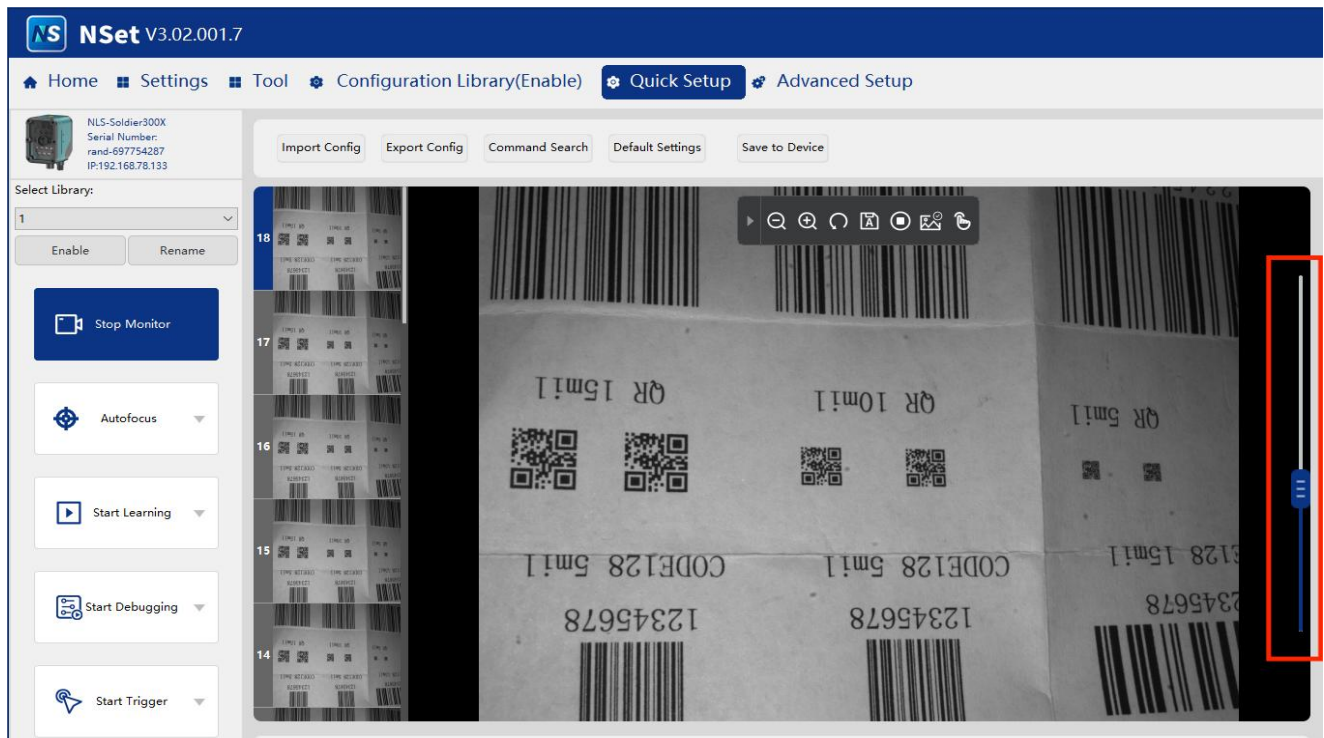 NS NSet V3.02.001.7
Home Settings Tool Configuration Library(Enable) Quick Setup Advanced Setup
NLS-Soldier300X
Serial Number:
rand-697754287
IP:192.168.78.133
Import Config Export Config Command Search Default Settings Save to Device
Select Library:
1
Enable Rename
Stop Monitor
Autofocus
Start Learning
Start Debugging
Start Trigger
18
17
16
15
14
QR 15mil QR 10mil QR 5mil
CODE128 5mil CODE128 5mil 128 15mil
12345678 12345678